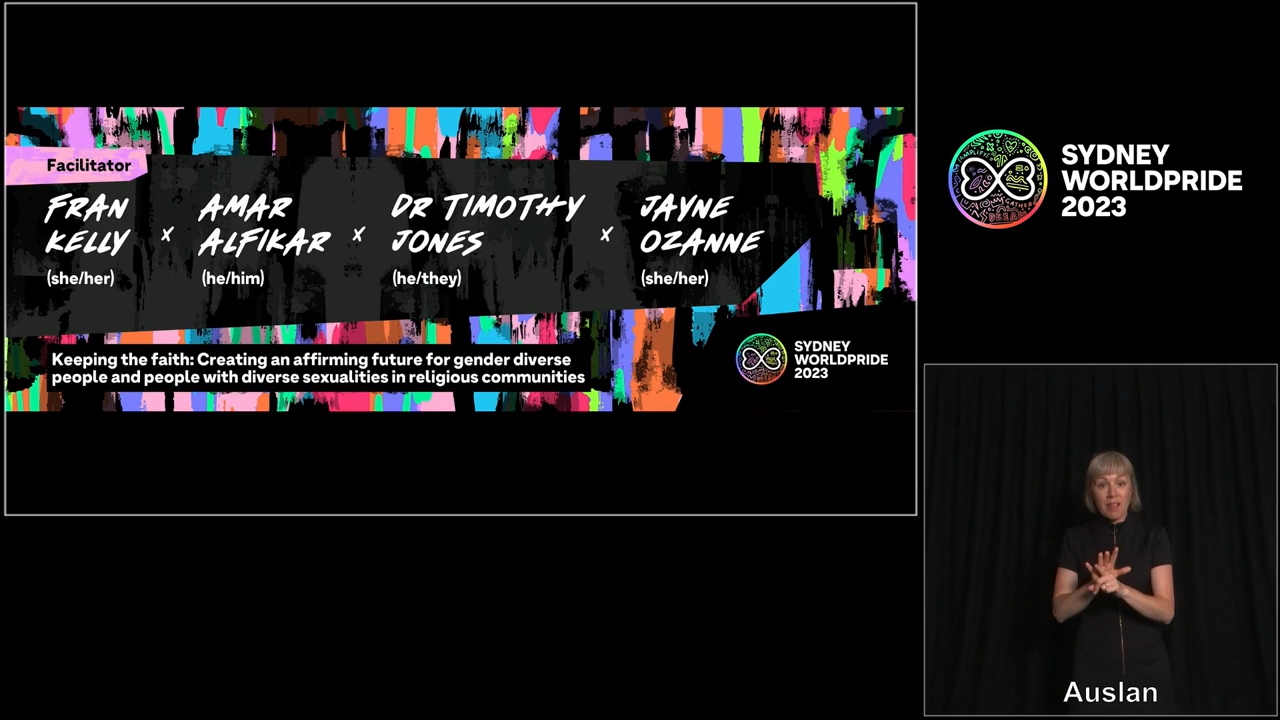 Facilitator
FRAN KELLY
(she/her)
x
AMAR ALFIKAR
(he/him)
x
DR TIMOTHY JONES
(he/they)
x
JAYNE OZANNE
(she/her)
Keeping the faith: Creating an affirming future for gender diverse
people and people with diverse sexualities in religious communities
SYDNEY
WORLDPRIDE
2023
SYDNEY
WORLDPRIDE
2023
GATHER
DREAM
Auslan